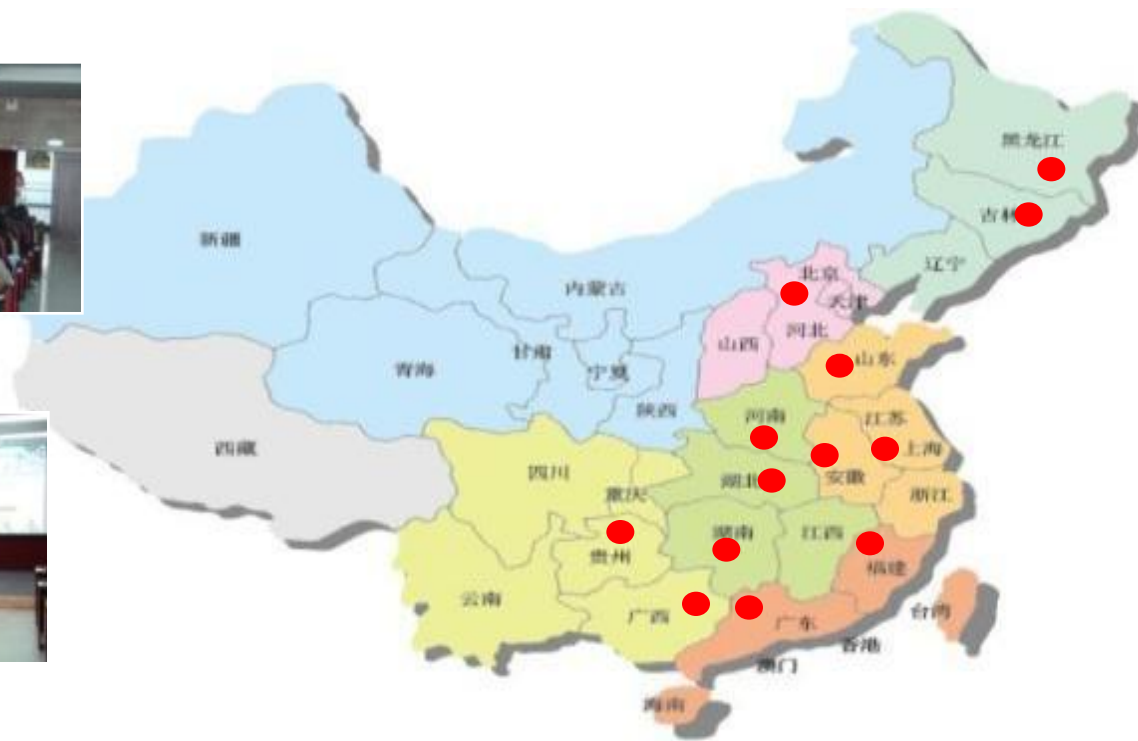 黑龙江
吉林
辽宁
新疆
内蒙古
北京
天津
河北
山西
山东
甘肃
宁夏
青海
陕西
河南
江苏
上海
安徽
西藏
四川
重庆
湖北
浙江
湖南
江西
贵州
福建
云南
广西
广东
台湾
香港
澳门
海南